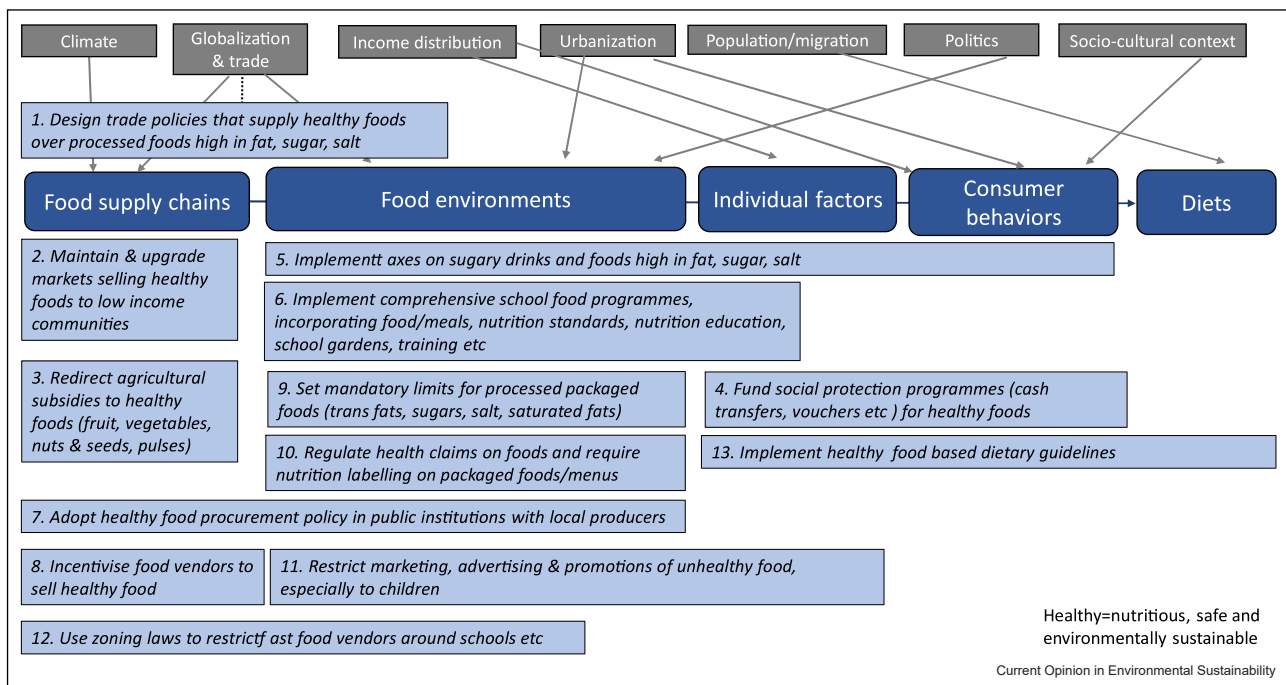 Climate
Globalization
& trade
Income distribution
Urbanization
Population/migration
Politics
Socio-cultural context
1. Design trade policies that supply healthy foods
over processed foods high in fat, sugar, salt
Food supply chains
Food environments
Individual factors
Consumer
behaviors
Diets
2. Maintain & upgrade
markets selling healthy
foods to low income
communities
5. Implementt axes on sugary drinks and foods high in fat, sugar, salt
6. Implement comprehensive school food programmes,
incorporating food/meals, nutrition standards, nutrition education,
school gardens, training etc
3. Redirect agricultural
subsidies to healthy
foods (fruit, vegetables,
nuts & seeds, pulses)
9. Set mandatory limits for processed packaged
foods (trans fats, sugars, salt, saturated fats)
4. Fund social protection programmes (cash
transfers, vouchers etc ) for healthy foods
10. Regulate health claims on foods and require
nutrition labelling on packaged foods/menus
13. Implement healthy food based dietary guidelines
7. Adopt healthy food procurement policy in public institutions with local producers
8. Incentivise food vendors to
sell healthy food
11. Restrict marketing, advertising & promotions of unhealthy food,
especially to children
12. Use zoning laws to restrictf ast food vendors around schools etc
Healthy=nutritious, safe and
environmentally sustainable
Current Opinion in Environmental Sustainability